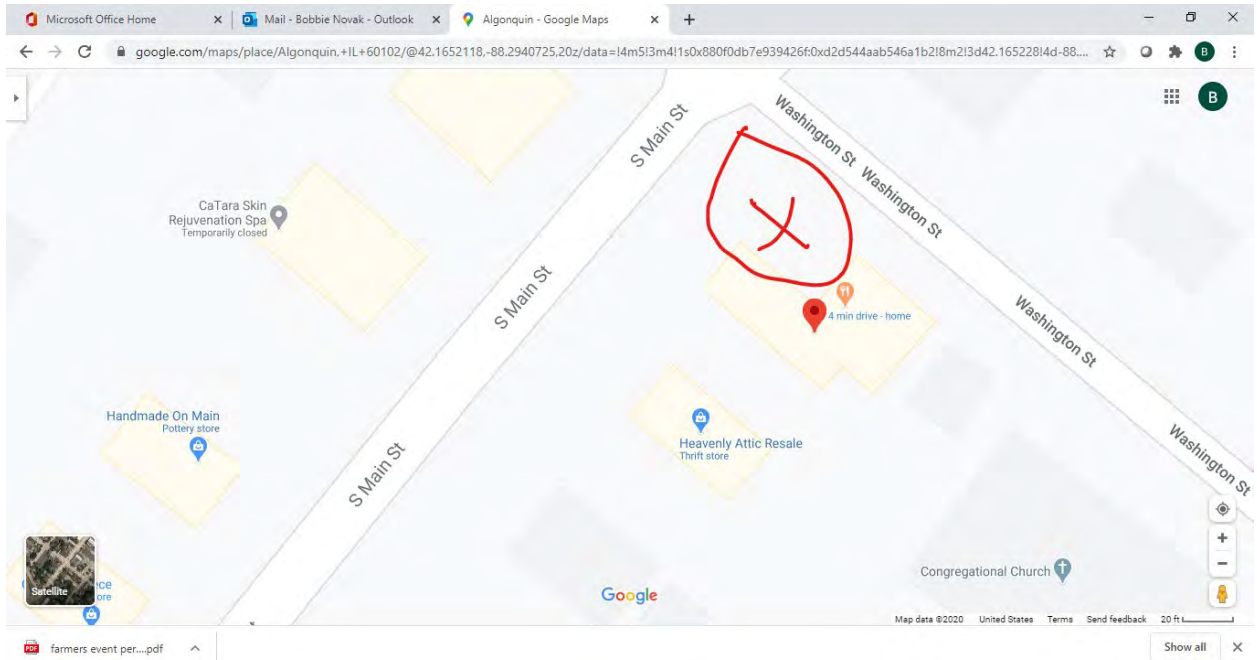 Microsoft Office Home
Mail - Bobbie Novak - Outlook
Algonquin - Google Maps
google.com/maps/place/Algonquin,+IL+60102/@42.1652118,-88.2940725,20z/data=!4m5!3m4!1s0x880f0db7e939426f:0xd2d544aab546a1b2!8m2!3d42.165228!4d-88....
B
B
Washington St
Washington St
S Main St
CaTara Skin
Rejuvenation Spa
Temporarily closed
X
S Main St
4 min drive - home
Washington St
Handmade On Main
Pottery store
Heavenly Attic Resale
Thrift store
Washington St
S Main St
Congregational Church
Satellite
Google
Map data ©2020 United States Terms Send feedback 20 ft
farmers event per....pdf
Show all